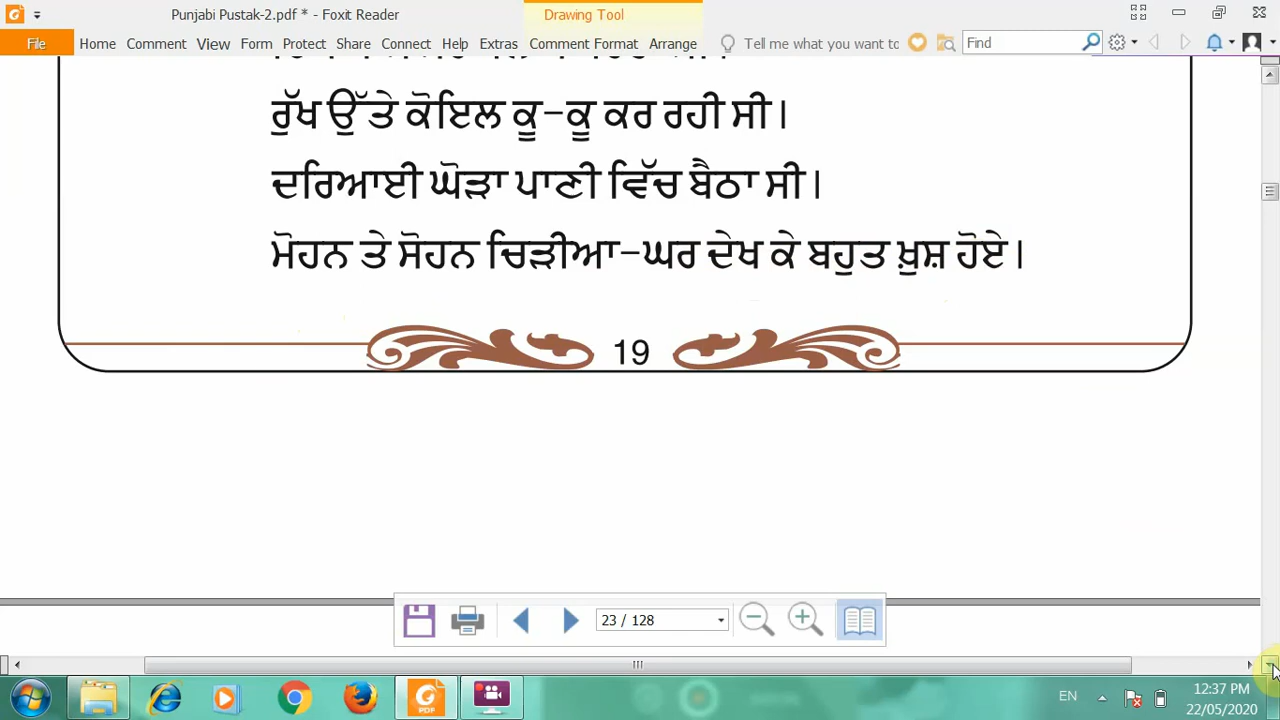 Punjabi Pustak-2.pdf * - Foxit Reader
Drawing Tool
File Home Comment View Form Protect Share Connect Help Extras Comment Format Arrange Tell me what you want to Find
ਰੁੱਖ ਉੱਤੇ ਕੋਇਲ ਕੂ-ਕੂ ਕਰ ਰਹੀ ਸੀ।
ਦਰਿਆਈ ਘੋੜਾ ਪਾਣੀ ਵਿੱਚ ਬੈਠਾ ਸੀ।
ਮੋਹਨ ਤੇ ਸੋਹਨ ਚਿੜੀਆ-ਘਰ ਦੇਖ ਕੇ ਬਹੁਤ ਖ਼ੁਸ਼ ਹੋਏ।
19
23 / 128
PDF
EN
12:37 PM
22/05/2020